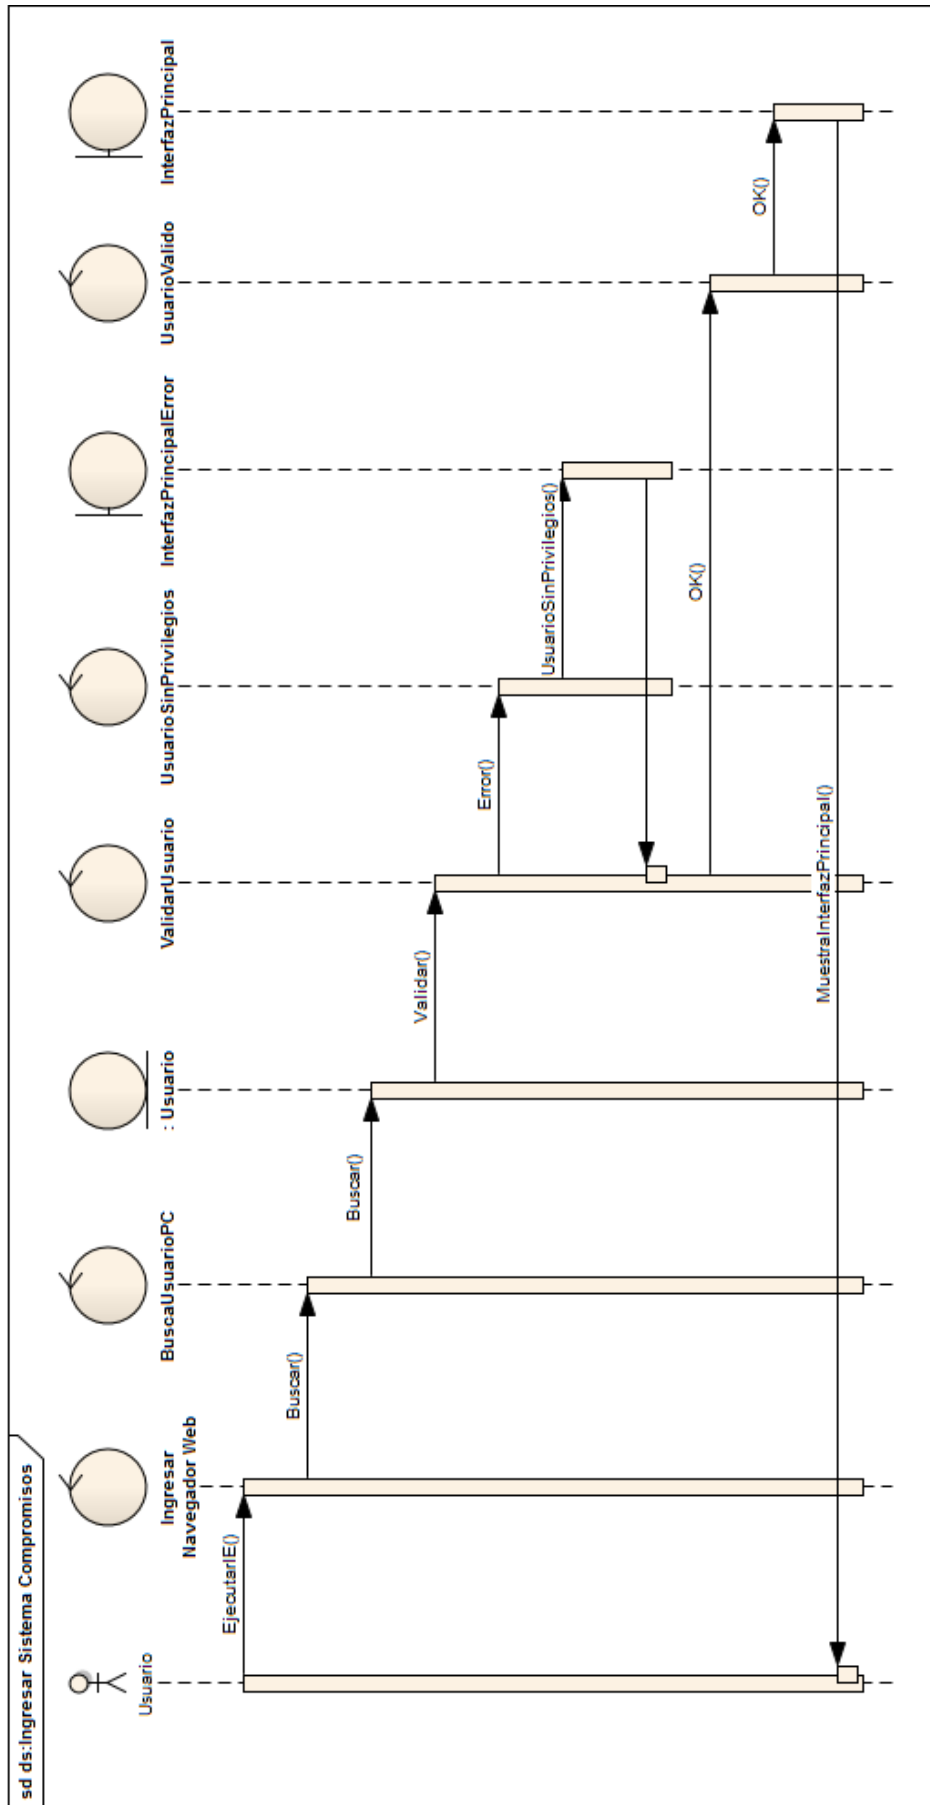 sd ds:Ingresar Sistema Compromisos
Usuario
Ingresar
Navegador Web
BuscaUsuarioPC
: Usuario
ValidarUsuario
UsuarioSinPrivilegios
InterfazPrincipalError
UsuarioValido
InterfazPrincipal
EjecutarIE()
Buscar()
Buscar()
Validar()
Error()
UsuarioSinPrivilegios()
OK()
OK()
MuestraInterfazPrincipal()